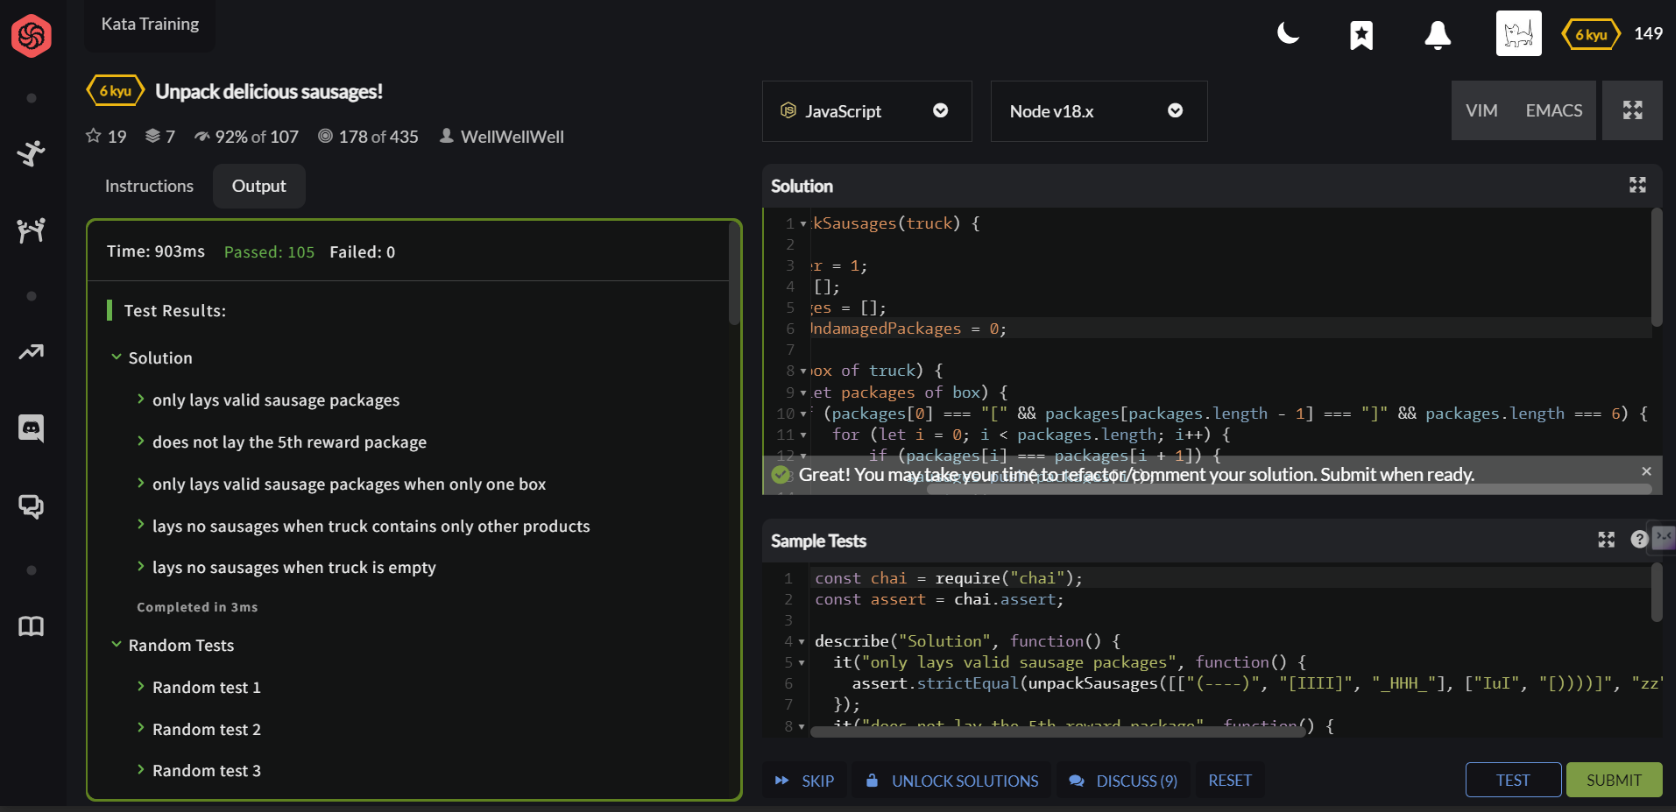 Kata Training
6 kyu
149
6 kyu Unpack delicious sausages!
19 7 92% of 107 178 of 435 WellWellWell
Instructions Output
Time: 903ms Passed: 105 Failed: 0
Test Results:
Solution
only lays valid sausage packages
does not lay the 5th reward package
only lays valid sausage packages when only one box
lays no sausages when truck contains only other products
lays no sausages when truck is empty
Completed in 3ms
Random Tests
Random test 1
Random test 2
Random test 3
JavaScript
Node v18.x
VIM EMACS
Solution
1 kSausages(truck) {
2
3 er = 1;
4 [];
5 ges = [];
6 UndamagedPackages = 0;
7
8 box of truck) {
9 let packages of box) {
10 (packages[0] === "[" && packages[packages.length - 1] === "]" && packages.length === 6) {
11 for (let i = 0; i < packages.length; i++) {
12 if (packages[i] === packages[i + 1]) {
Great! You may take your time to refactor/comment your solution. Submit when ready.
Sample Tests
1 const chai = require("chai");
2 const assert = chai.assert;
3
4 describe("Solution", function() {
5 it("only lays valid sausage packages", function() {
6 assert.strictEqual(unpackSausages([["(----)", "[IIII]", "_HHH_"], ["IuI", "[))))]", "zz"
7 });
8 it("does not lay the 5th reward package", function() {
SKIP UNLOCK SOLUTIONS DISCUSS (9) RESET TEST SUBMIT